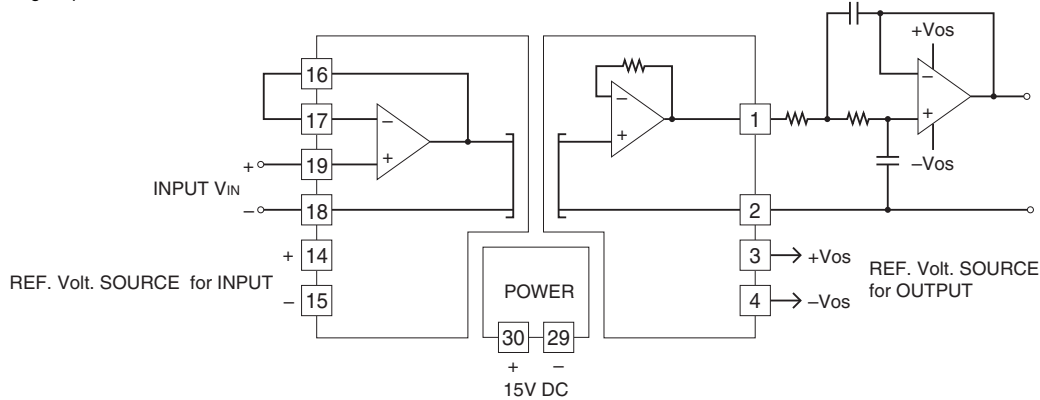 16
17
19
18
14
15
+
–
INPUT VIN
+
–
REF. Volt. SOURCE for INPUT
–
+
–
+
1
2
3
4
+Vos
–Vos
REF. Volt. SOURCE
for OUTPUT
+Vos
–
+
–Vos
POWER
30
29
+
–
15V DC